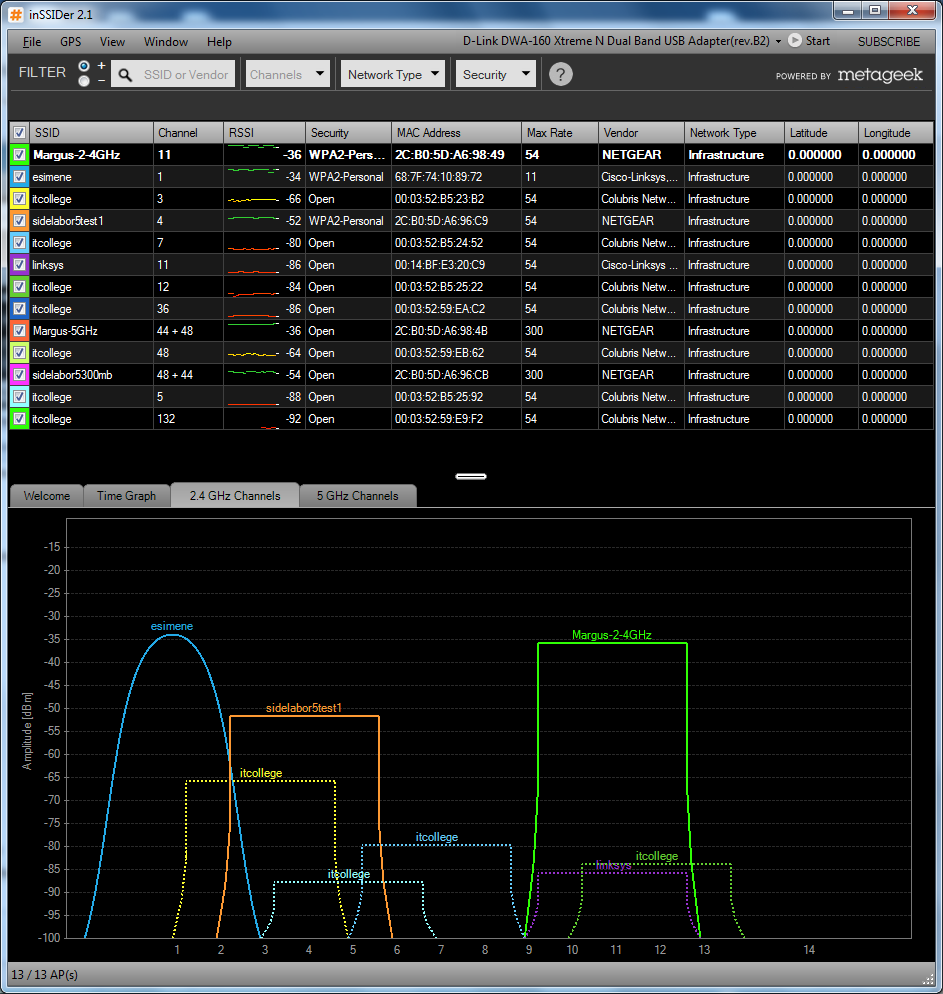 inSSIDer 2.1
File GPS View Window Help D-Link DWA-160 Xtreme N Dual Band USB Adapter(rev.B2) Start SUBSCRIBE
FILTER + − SSID or Vendor Channels Network Type Security ? POWERED BY metageek
SSID Channel RSSI Security MAC Address Max Rate Vendor Network Type Latitude Longitude
Margus-2-4GHz 11 -36 WPA2-Pers... 2C:B0:5D:A6:98:49 54 NETGEAR Infrastructure 0.000000 0.000000
esimene 1 -34 WPA2-Personal 68:7F:74:10:89:72 11 Cisco-Linksys,... Infrastructure 0.000000 0.000000
itcollege 3 -66 Open 00:03:52:B5:23:B2 54 Colubris Netw... Infrastructure 0.000000 0.000000
sidelabor5test1 4 -52 WPA2-Personal 2C:B0:5D:A6:96:C9 54 NETGEAR Infrastructure 0.000000 0.000000
itcollege 7 -80 Open 00:03:52:B5:24:52 54 Colubris Netw... Infrastructure 0.000000 0.000000
linksys 11 -86 Open 00:14:BF:E3:20:C9 54 Cisco-Linksys ... Infrastructure 0.000000 0.000000
itcollege 12 -84 Open 00:03:52:B5:25:22 54 Colubris Netw... Infrastructure 0.000000 0.000000
itcollege 36 -86 Open 00:03:52:59:EA:C2 54 Colubris Netw... Infrastructure 0.000000 0.000000
Margus-5GHz 44 + 48 -36 Open 2C:B0:5D:A6:98:4B 300 NETGEAR Infrastructure 0.000000 0.000000
itcollege 48 -64 Open 00:03:52:59:EB:62 54 Colubris Netw... Infrastructure 0.000000 0.000000
sidelabor5300mb 48 + 44 -54 Open 2C:B0:5D:A6:96:CB 300 NETGEAR Infrastructure 0.000000 0.000000
itcollege 5 -88 Open 00:03:52:B5:25:92 54 Colubris Netw... Infrastructure 0.000000 0.000000
itcollege 132 -92 Open 00:03:52:59:E9:F2 54 Colubris Netw... Infrastructure 0.000000 0.000000
Welcome Time Graph 2.4 GHz Channels 5 GHz Channels
Amplitude [dBm]
-15
-20
-25
-30
esimene
Margus-2-4GHz
-35
-40
-45
-50
sidelabor5test1
-55
-60
itcollege
-65
-70
-75
itcollege
-80
-85
itcollege
linksys
itcollege
-90
-95
-100
1 2 3 4 5 6 7 8 9 10 11 12 13 14
13 / 13 AP(s)